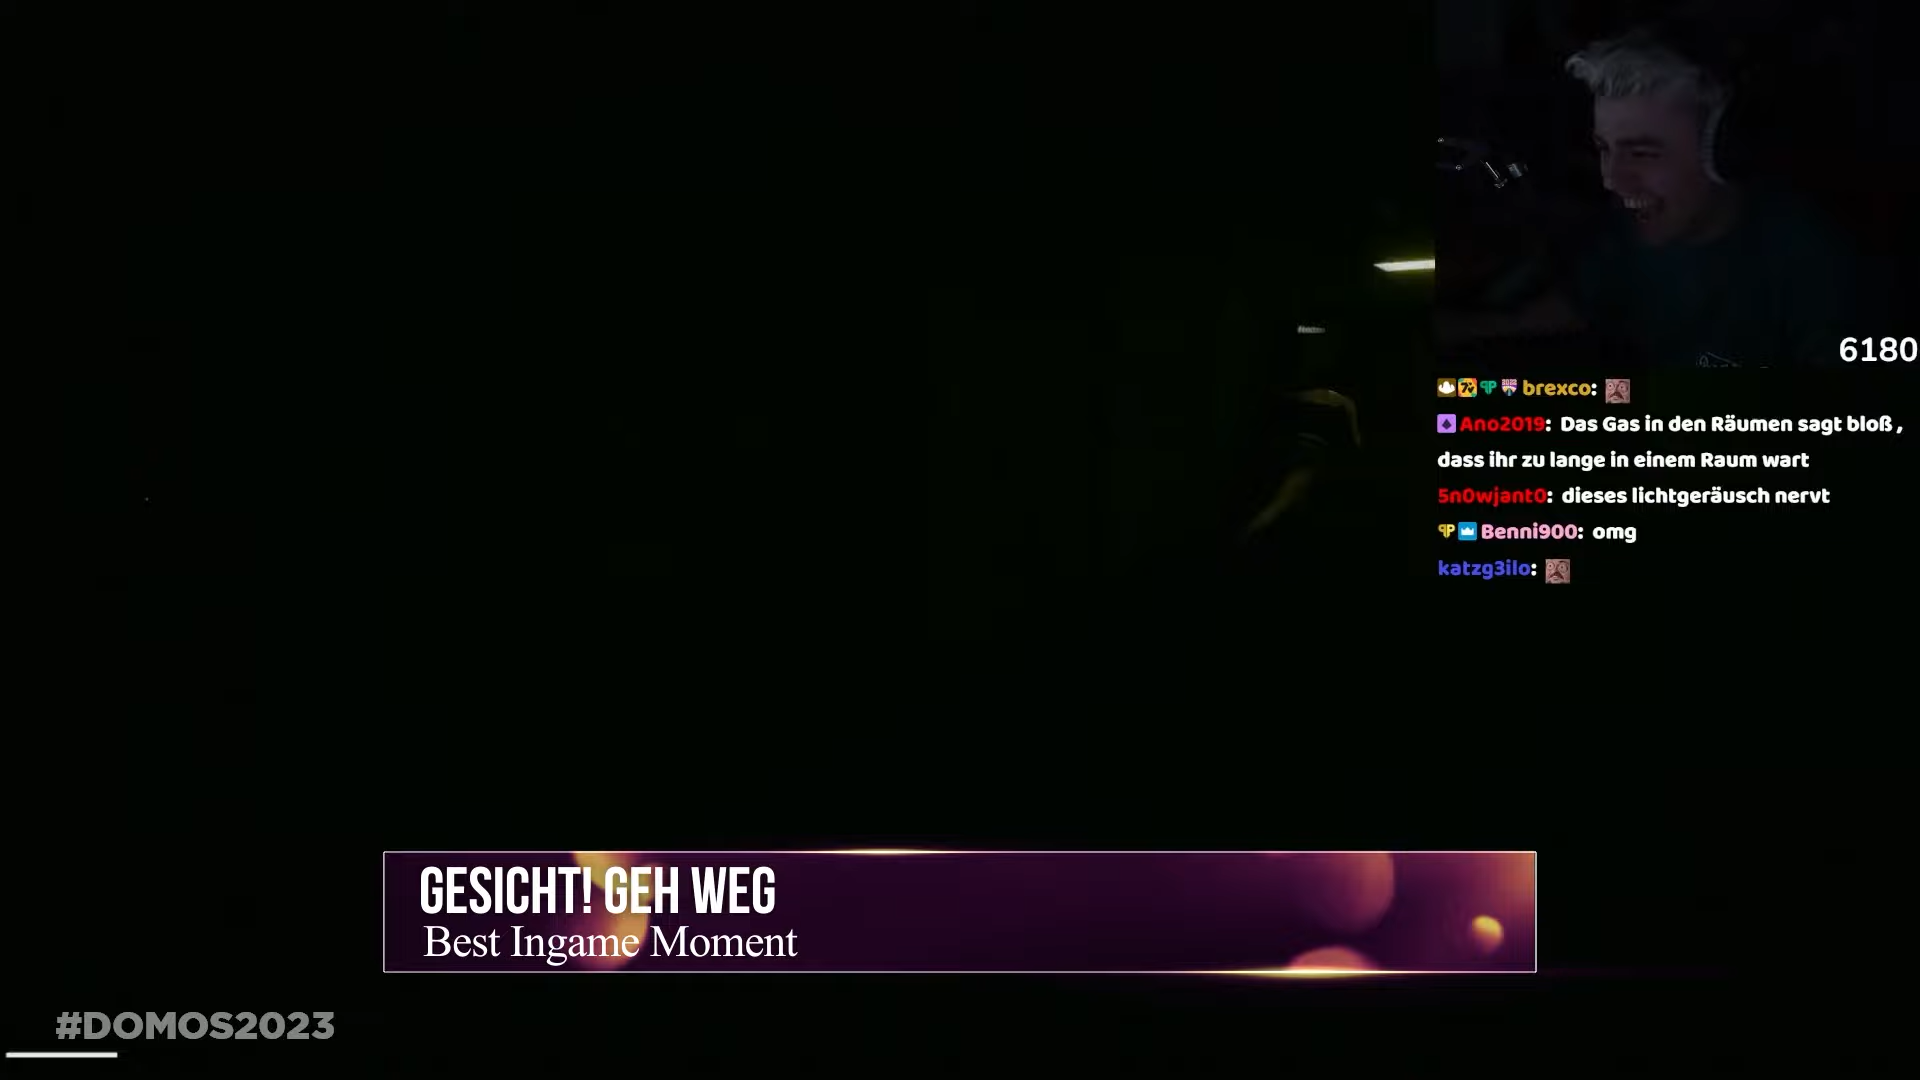 6180
brexco:
Ano2019: Das Gas in den Räumen sagt bloß,
dass ihr zu lange in einem Raum wart
5n0wjant0: dieses lichtgeräusch nervt
Benni900: omg
katzg3ilo:
GESICHT! GEH WEG
Best Ingame Moment
#DOMOS2023